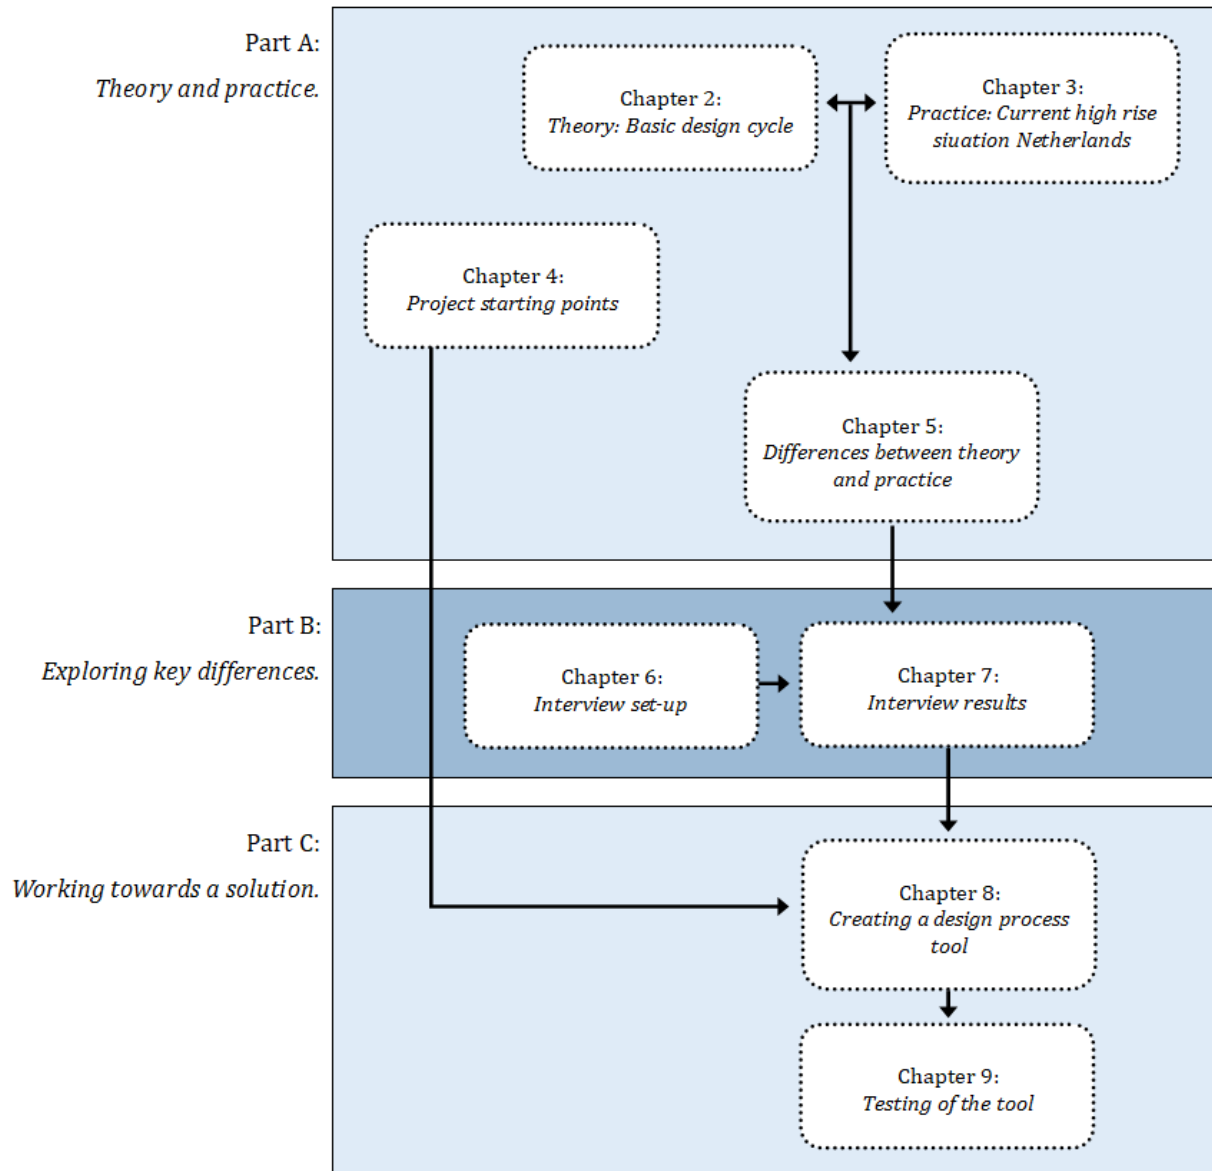 Part A:
Theory and practice.
Chapter 2:
Theory: Basic design cycle
Chapter 3:
Practice: Current high rise
siuation Netherlands
Chapter 4:
Project starting points
Chapter 5:
Differences between theory
and practice
Part B:
Exploring key differences.
Chapter 6:
Interview set-up
Chapter 7:
Interview results
Part C:
Working towards a solution.
Chapter 8:
Creating a design process
tool
Chapter 9:
Testing of the tool